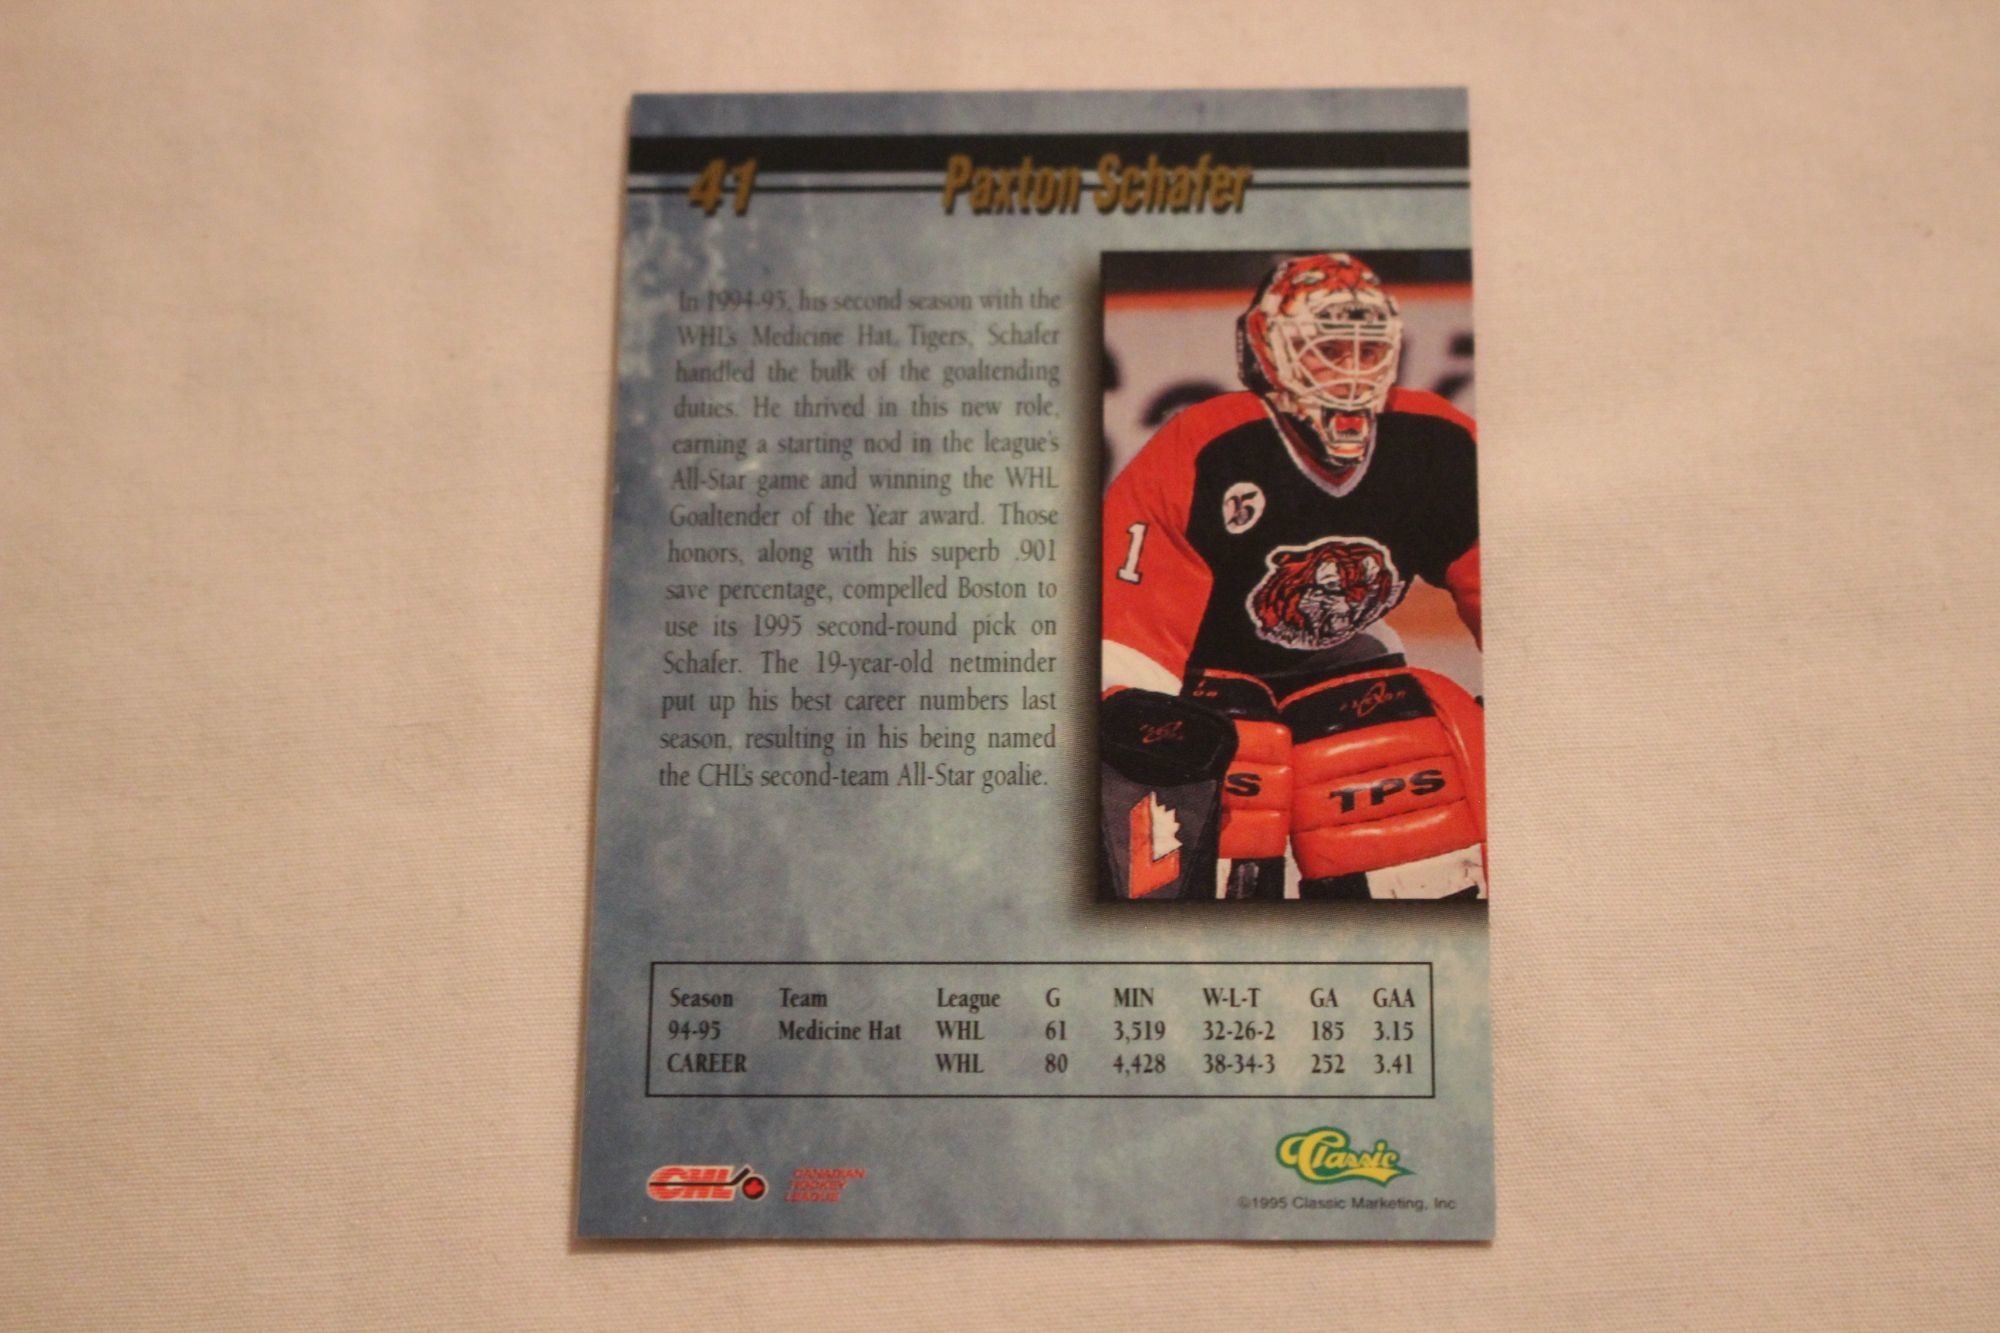 41 Paxton Schafer
In 1994-95, his second season with the
WHL's Medicine Hat Tigers, Schafer
handled the bulk of the goaltending
duties. He thrived in this new role,
earning a starting nod in the league's
All-Star game and winning the WHL
Goaltender of the Year award. Those
honors, along with his superb .901
save percentage, compelled Boston to
use its 1995 second-round pick on
Schafer. The 19-year-old netminder
put up his best career numbers last
season, resulting in his being named
the CHL's second-team All-Star goalie.
25
1
TPS
S
Season Team League G MIN W-L-T GA GAA
94-95 Medicine Hat WHL 61 3,519 32-26-2 185 3.15
CAREER WHL 80 4,428 38-34-3 252 3.41
CHL
CANADIAN
HOCKEY
LEAGUE
Classic
©1995 Classic Marketing, Inc